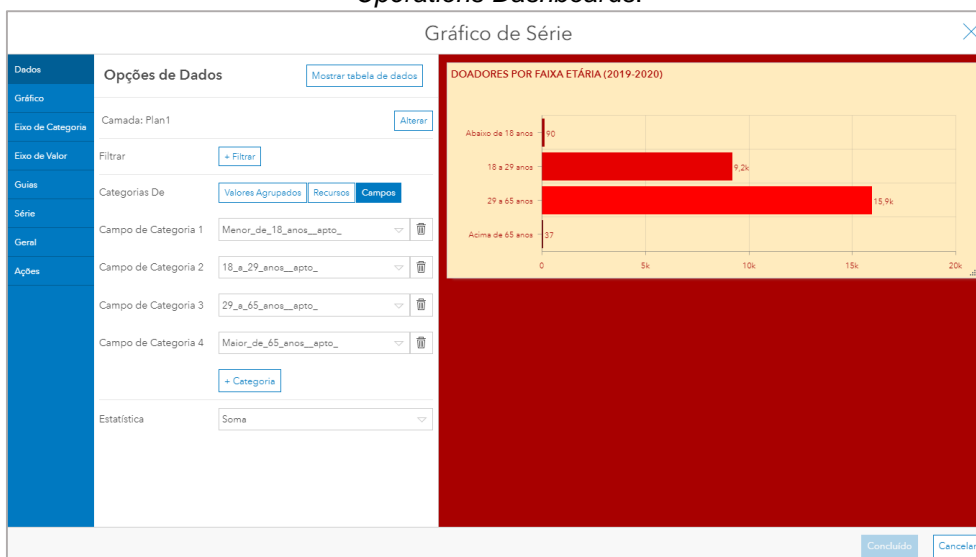 Operations Dashboards.
Gráfico de Série
Dados
Gráfico
Eixo de Categoria
Eixo de Valor
Guias
Série
Geral
Ações
Opções de Dados
Mostrar tabela de dados
Camada: Plan1
Alterar
Filtrar
+ Filtrar
Categorias De
Valores Agrupados
Recursos
Campos
Campo de Categoria 1
Menor_de_18_anos__apto_
Campo de Categoria 2
18_a_29_anos__apto_
Campo de Categoria 3
29_a_65_anos__apto_
Campo de Categoria 4
Maior_de_65_anos__apto_
+ Categoria
Estatística
Soma
DOADORES POR FAIXA ETÁRIA (2019-2020)
Abaixo de 18 anos
90
18 a 29 anos
9,2k
29 a 65 anos
15,9k
Acima de 65 anos
37
0
5k
10k
15k
20k
Concluído
Cancelar